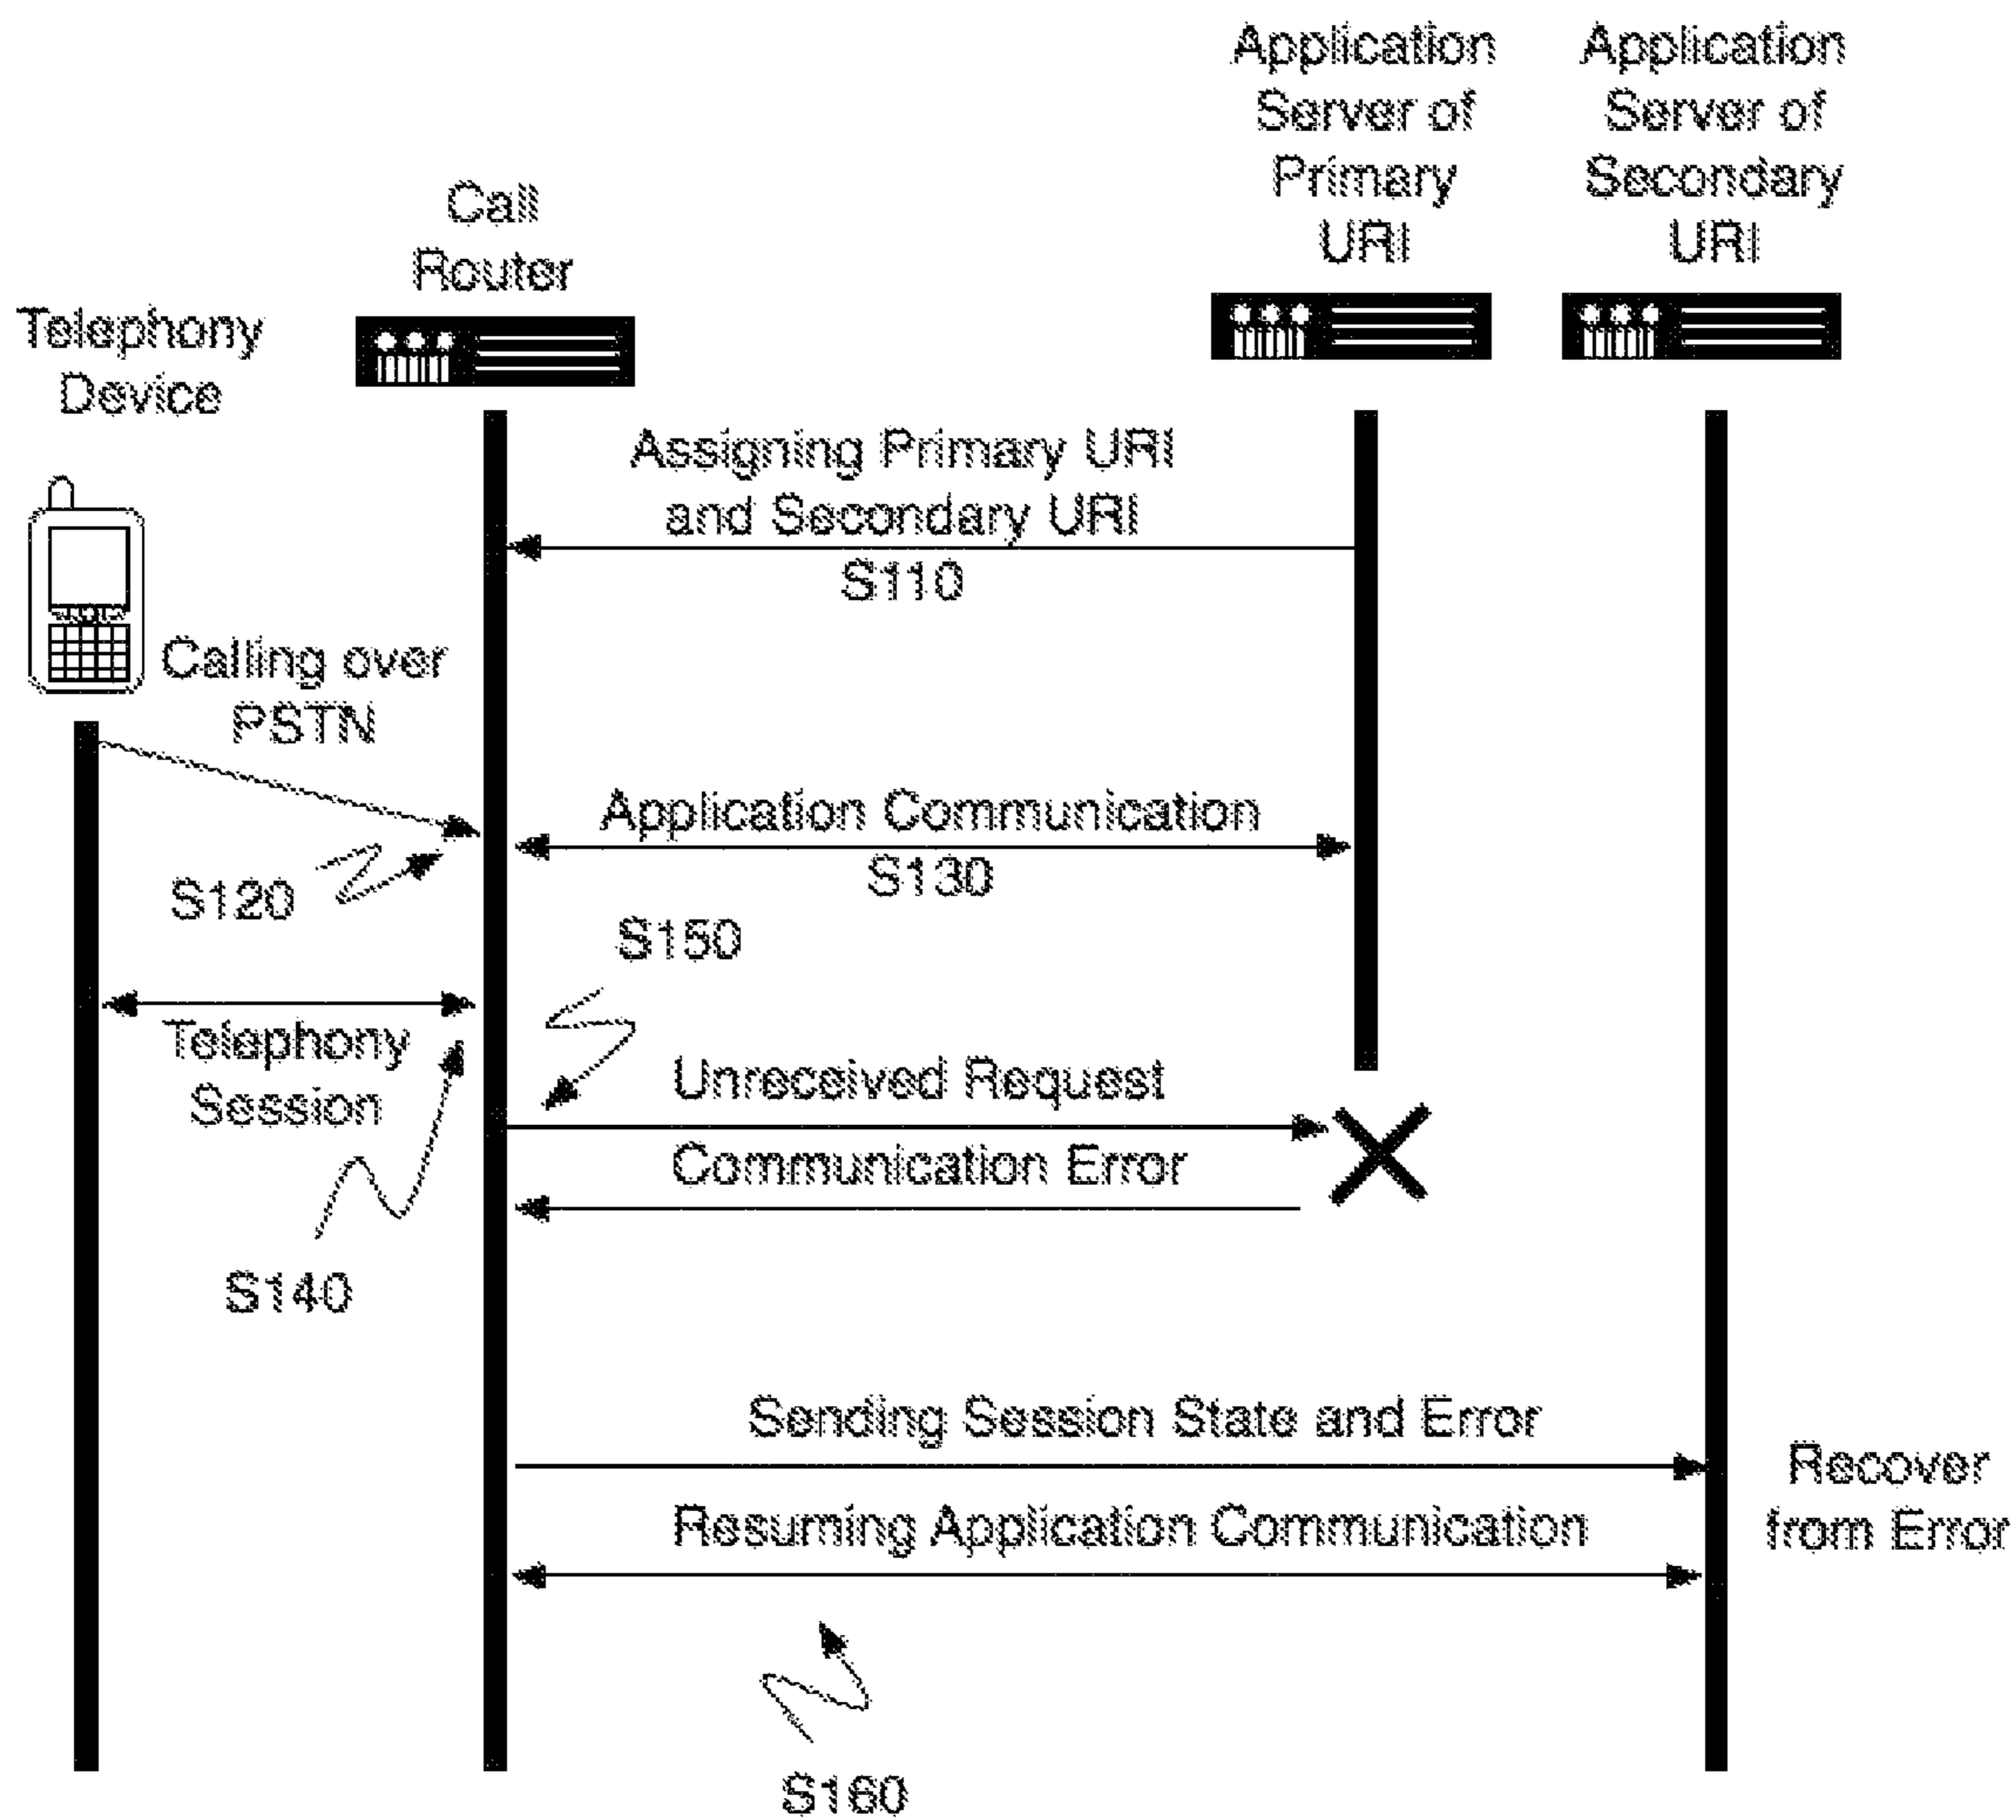 Application
Server of
Primary
URI
Application
Server of
Secondary
URI
Call
Router
Telephony
Device
Assigning Primary URI
and Secondary URI
S110
Calling over
PSTN
Application Communication
S130
S120
S150
Telephony
Session
Unreceived Request
Communication Error
S140
Sending Session State and Error
Recover
from Error
Resuming Application Communication
S160